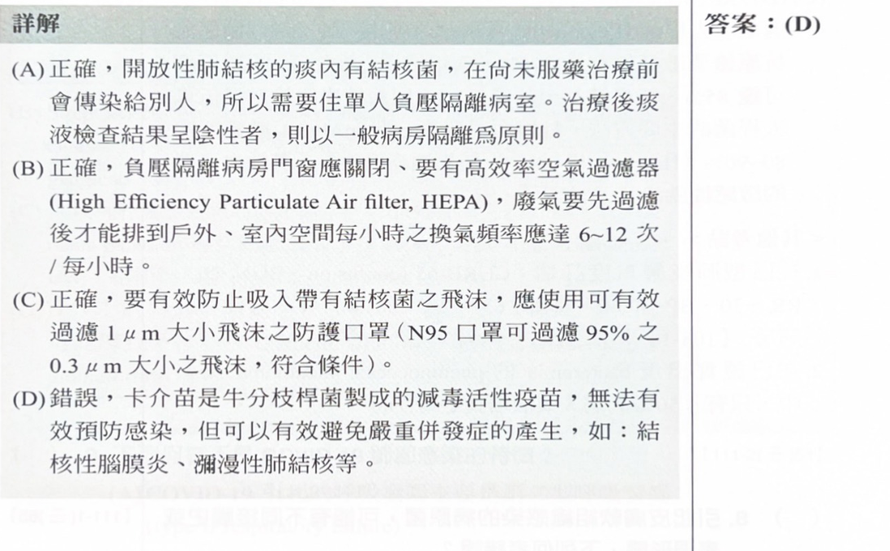 詳解
(A) 正確，開放性肺結核的痰內有結核菌，在尚未服藥治療前
會傳染給別人，所以需要住單人負壓隔離病室。治療後痰
液檢查結果呈陰性者，則以一般病房隔離為原則。
(B) 正確，負壓隔離病房門窗應關閉、要有高效率空氣過濾器
(High Efficiency Particulate Air filter, HEPA)，廢氣要先過濾
後才能排到戶外、室內空間每小時之換氣頻率應達 6~12 次
/ 每小時。
(C) 正確，要有效防止吸入帶有結核菌之飛沫，應使用可有效
過濾 1 μm 大小飛沫之防護口罩（N95 口罩可過濾 95% 之
0.3 μm 大小之飛沫，符合條件）。
(D) 錯誤，卡介苗是牛分枝桿菌製成的減毒活性疫苗，無法有
效預防感染，但可以有效避免嚴重併發症的產生，如：結
核性腦膜炎、瀰漫性肺結核等。
答案：(D)